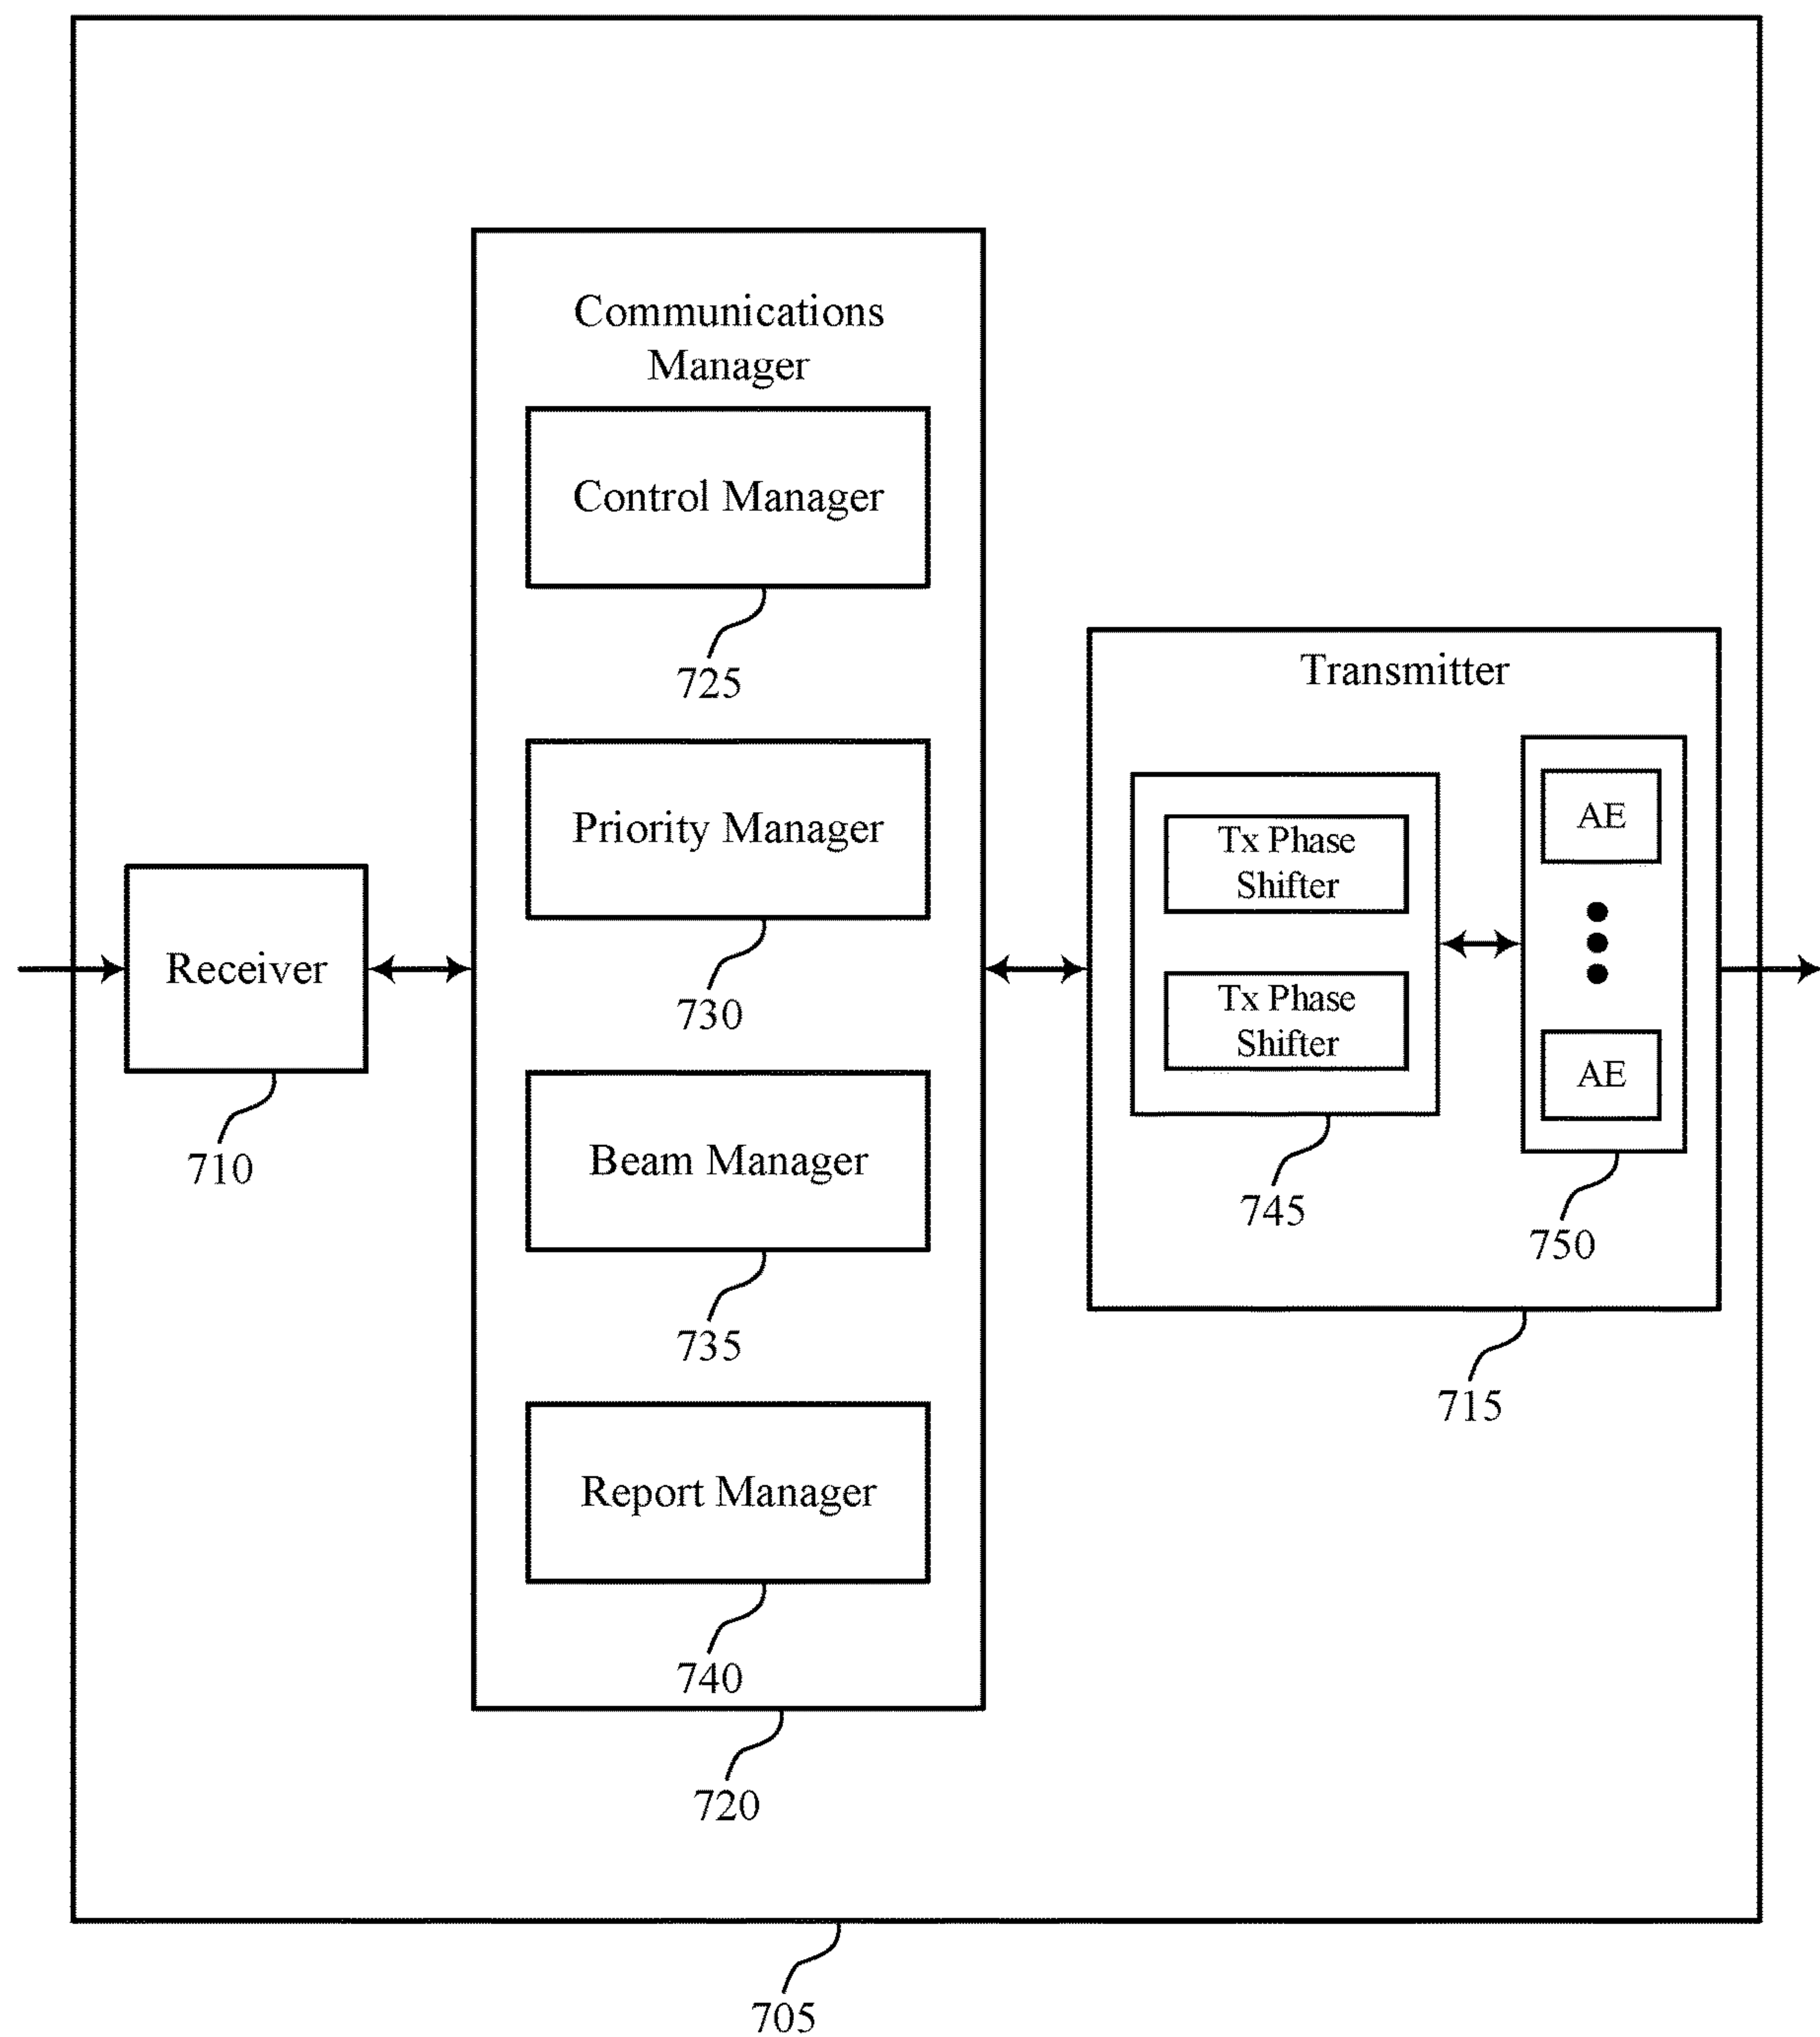 Communications
Manager
Control Manager
725
Priority Manager
730
Beam Manager
735
Report Manager
740
720
Receiver
710
Transmitter
Tx Phase
Shifter
Tx Phase
Shifter
745
AE
AE
750
715
705